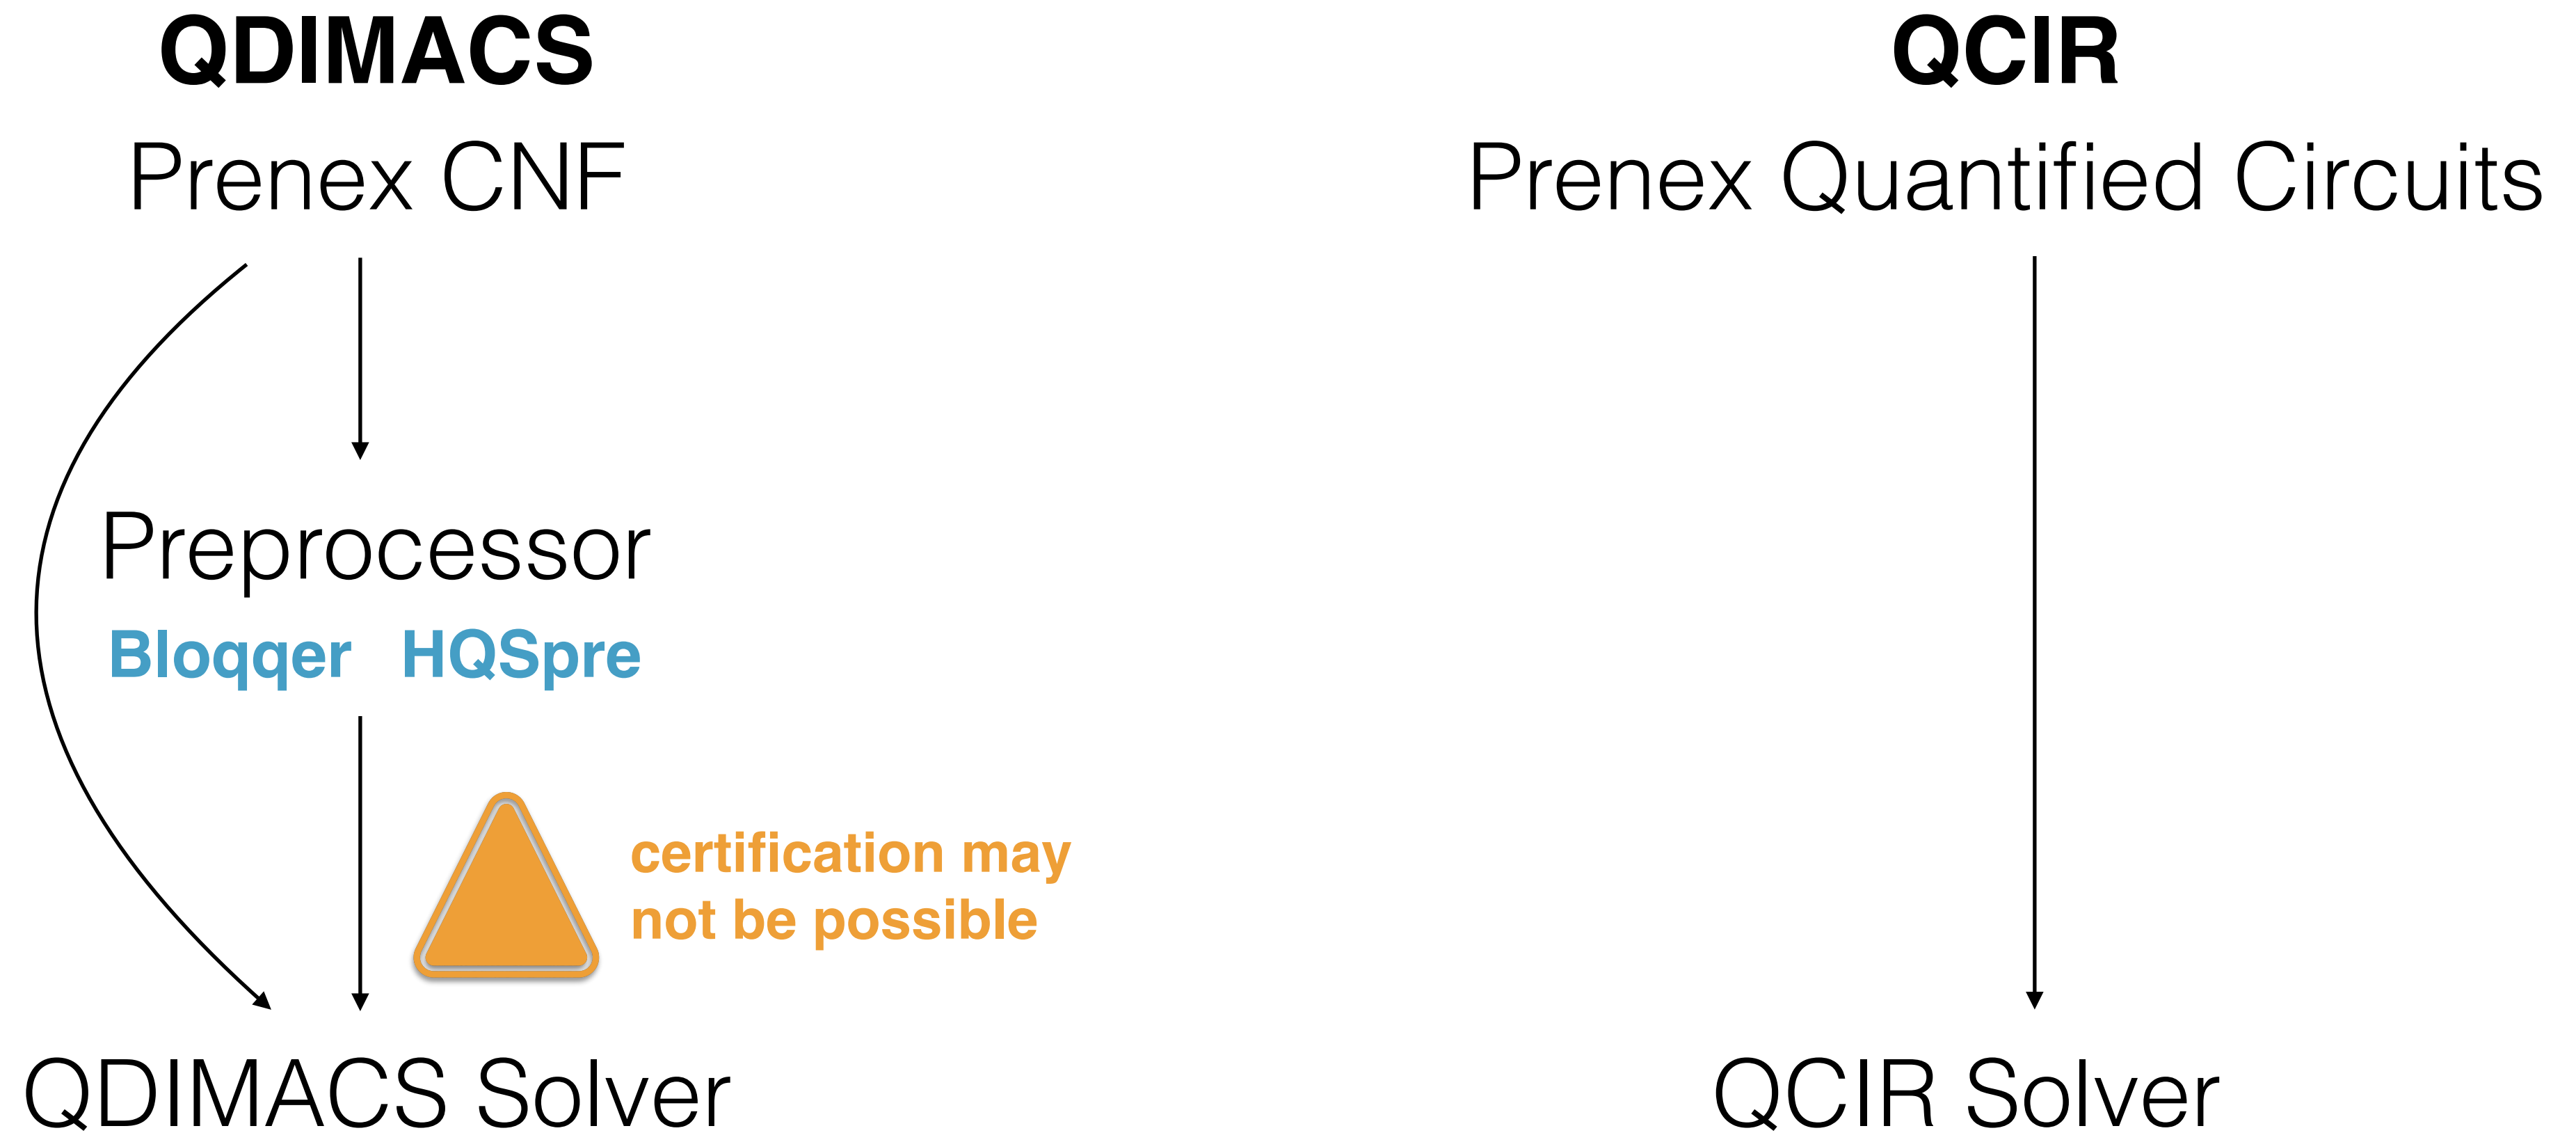 QDIMACS
Prenex CNF
Preprocessor
Bloqqer HQSpre
certification may
not be possible
QDIMACS Solver
QCIR
Prenex Quantified Circuits
QCIR Solver